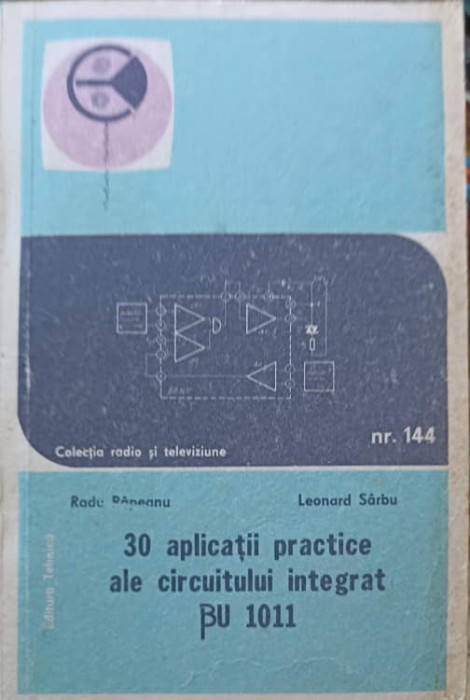 nr. 144
Colecția radio și televiziune
Radu
Leonard Sârbu
30 aplicații practice
ale circuitului integrat
βU 1011
Editura Tehnică